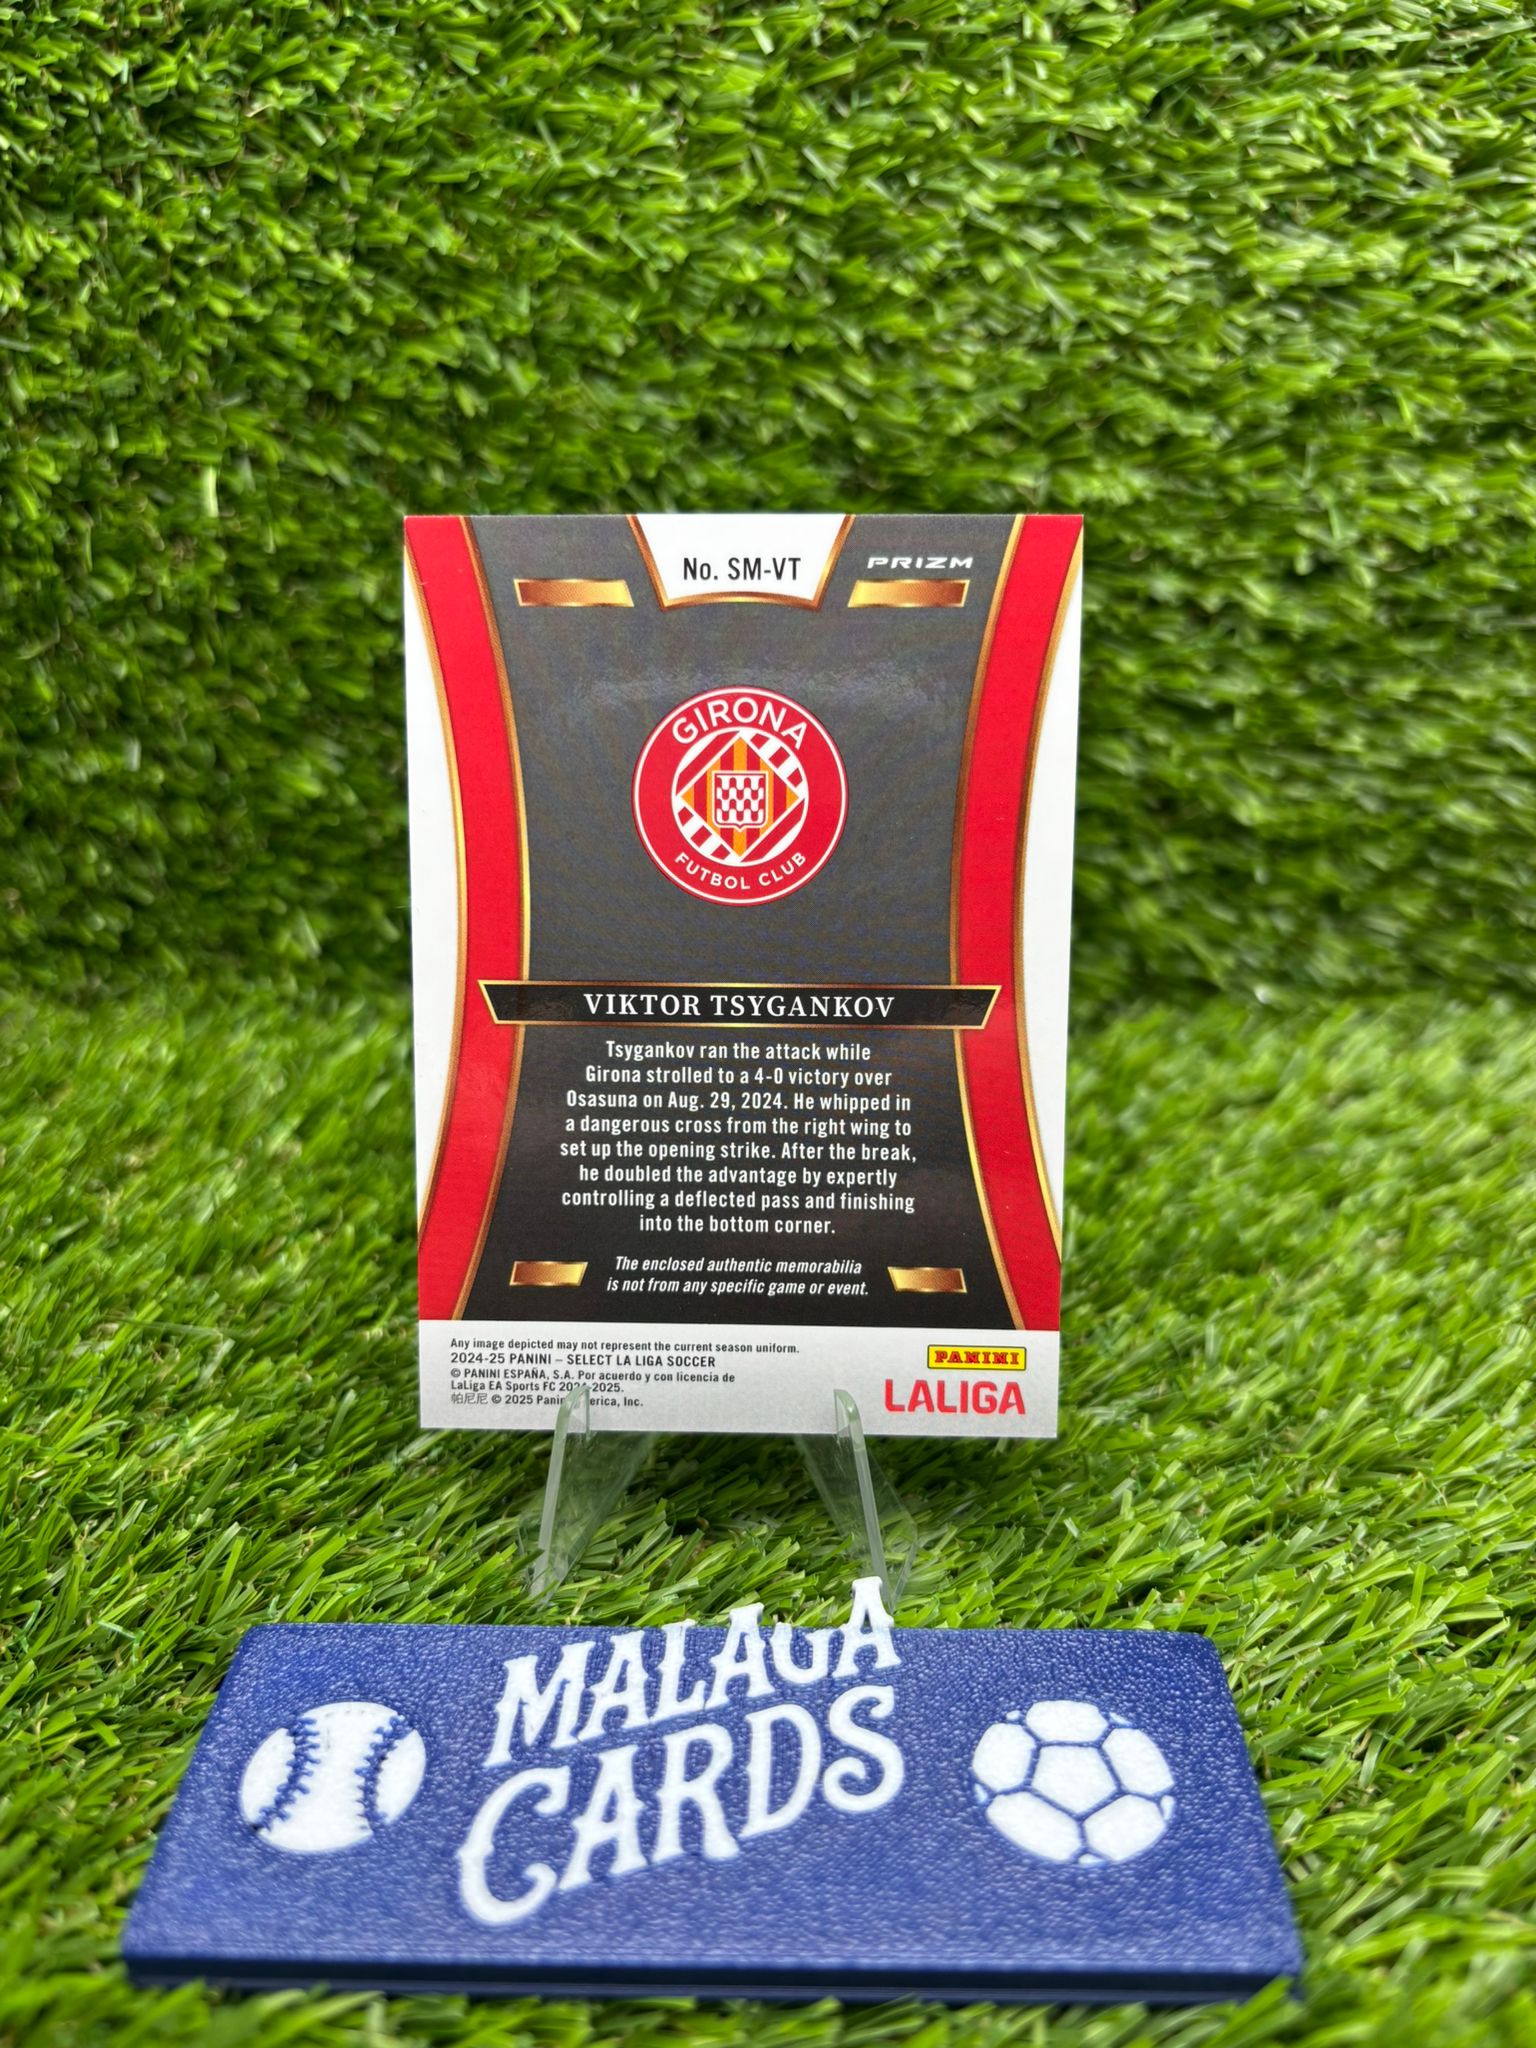 No. SM-VT
PRIZM
GIRONA
FUTBOL CLUB
VIKTOR TSYGANKOV
Tsygankov ran the attack while
Girona strolled to a 4-0 victory over
Osasuna on Aug. 29, 2024. He whipped in
a dangerous cross from the right wing to
set up the opening strike. After the break,
he doubled the advantage by expertly
controlling a deflected pass and finishing
into the bottom corner.
The enclosed authentic memorabilia
is not from any specific game or event.
Any image depicted may not represent the current season uniform.
2024-25 PANINI – SELECT LA LIGA SOCCER
© PANINI ESPAÑA, S.A. Por acuerdo y con licencia de
LaLiga EA Sports FC 2024-2025.
帕尼尼 © 2025 Panini America, Inc.
PANINI
LALIGA
MALAGA
CARDS